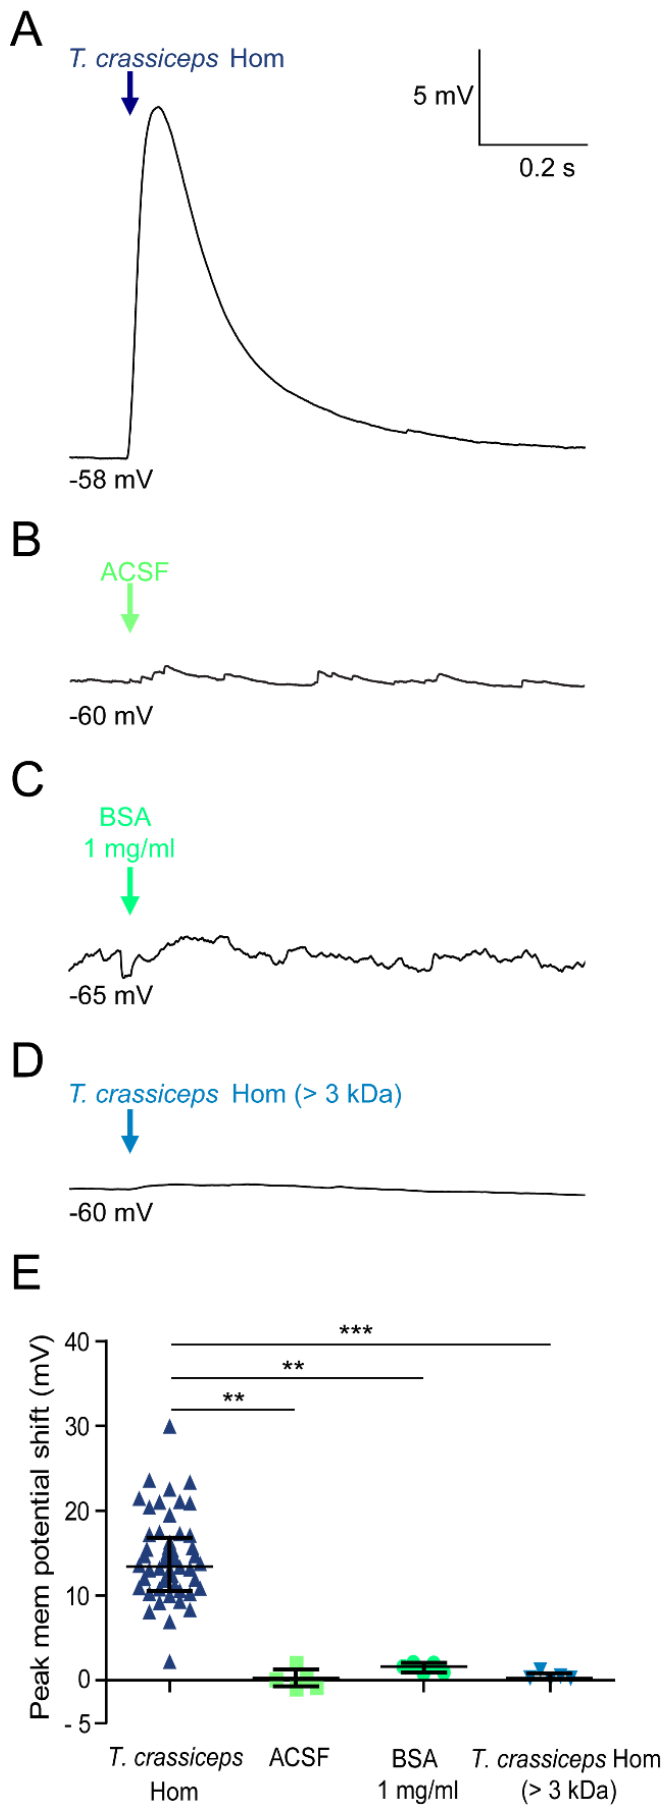 A
T. crassiceps Hom
5 mV
0.2 s
-58 mV
B
ACSF
-60 mV
C
BSA
1 mg/ml
-65 mV
D
T. crassiceps Hom (> 3 kDa)
-60 mV
E
Peak mem potential shift (mV)
40
30
20
10
0
- 5
***
**
**
T. crassiceps
Hom
ACSF
BSA
1 mg/ml
T. crassiceps Hom
(> 3 kDa)